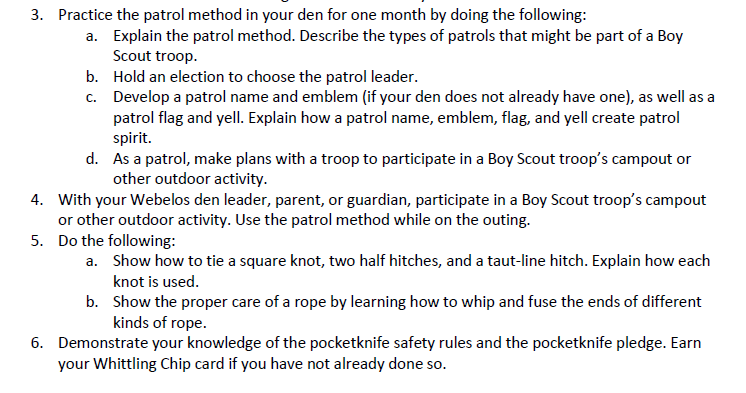 3. Practice the patrol method in your den for one month by doing the following:
a. Explain the patrol method. Describe the types of patrols that might be part of a Boy
Scout troop.
b. Hold an election to choose the patrol leader.
c. Develop a patrol name and emblem (if your den does not already have one), as well as a
patrol flag and yell. Explain how a patrol name, emblem, flag, and yell create patrol
spirit.
d. As a patrol, make plans with a troop to participate in a Boy Scout troop’s campout or
other outdoor activity.
4. With your Webelos den leader, parent, or guardian, participate in a Boy Scout troop’s campout
or other outdoor activity. Use the patrol method while on the outing.
5. Do the following:
a. Show how to tie a square knot, two half hitches, and a taut-line hitch. Explain how each
knot is used.
b. Show the proper care of a rope by learning how to whip and fuse the ends of different
kinds of rope.
6. Demonstrate your knowledge of the pocketknife safety rules and the pocketknife pledge. Earn
your Whittling Chip card if you have not already done so.